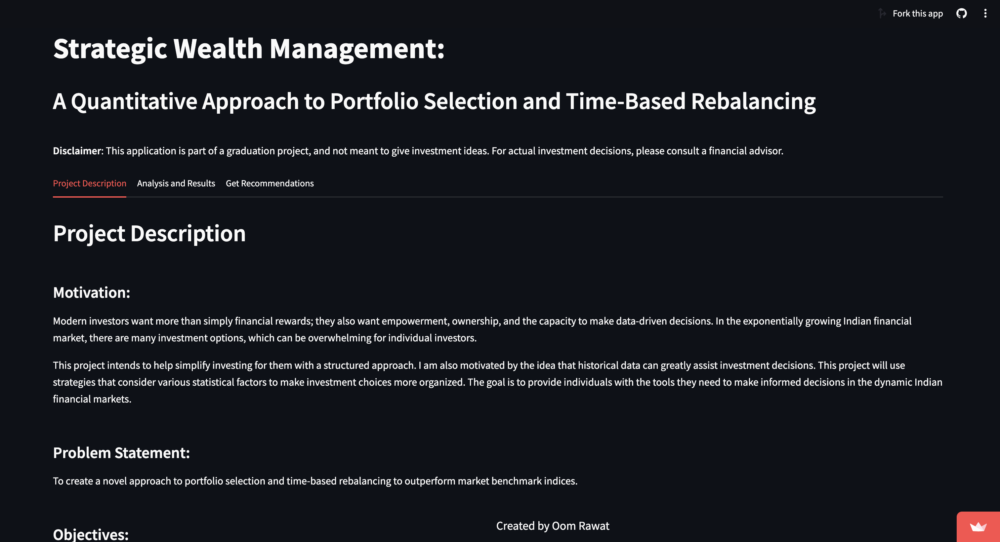 Fork this app
Strategic Wealth Management:
A Quantitative Approach to Portfolio Selection and Time-Based Rebalancing
Disclaimer: This application is part of a graduation project, and not meant to give investment ideas. For actual investment decisions, please consult a financial advisor.
Project Description Analysis and Results Get Recommendations
Project Description
Motivation:
Modern investors want more than simply financial rewards; they also want empowerment, ownership, and the capacity to make data-driven decisions. In the exponentially growing Indian financial
market, there are many investment options, which can be overwhelming for individual investors.
This project intends to help simplify investing for them with a structured approach. I am also motivated by the idea that historical data can greatly assist investment decisions. This project will use
strategies that consider various statistical factors to make investment choices more organized. The goal is to provide individuals with the tools they need to make informed decisions in the dynamic Indian
financial markets.
Problem Statement:
To create a novel approach to portfolio selection and time-based rebalancing to outperform market benchmark indices.
Objectives:
Created by Oom Rawat